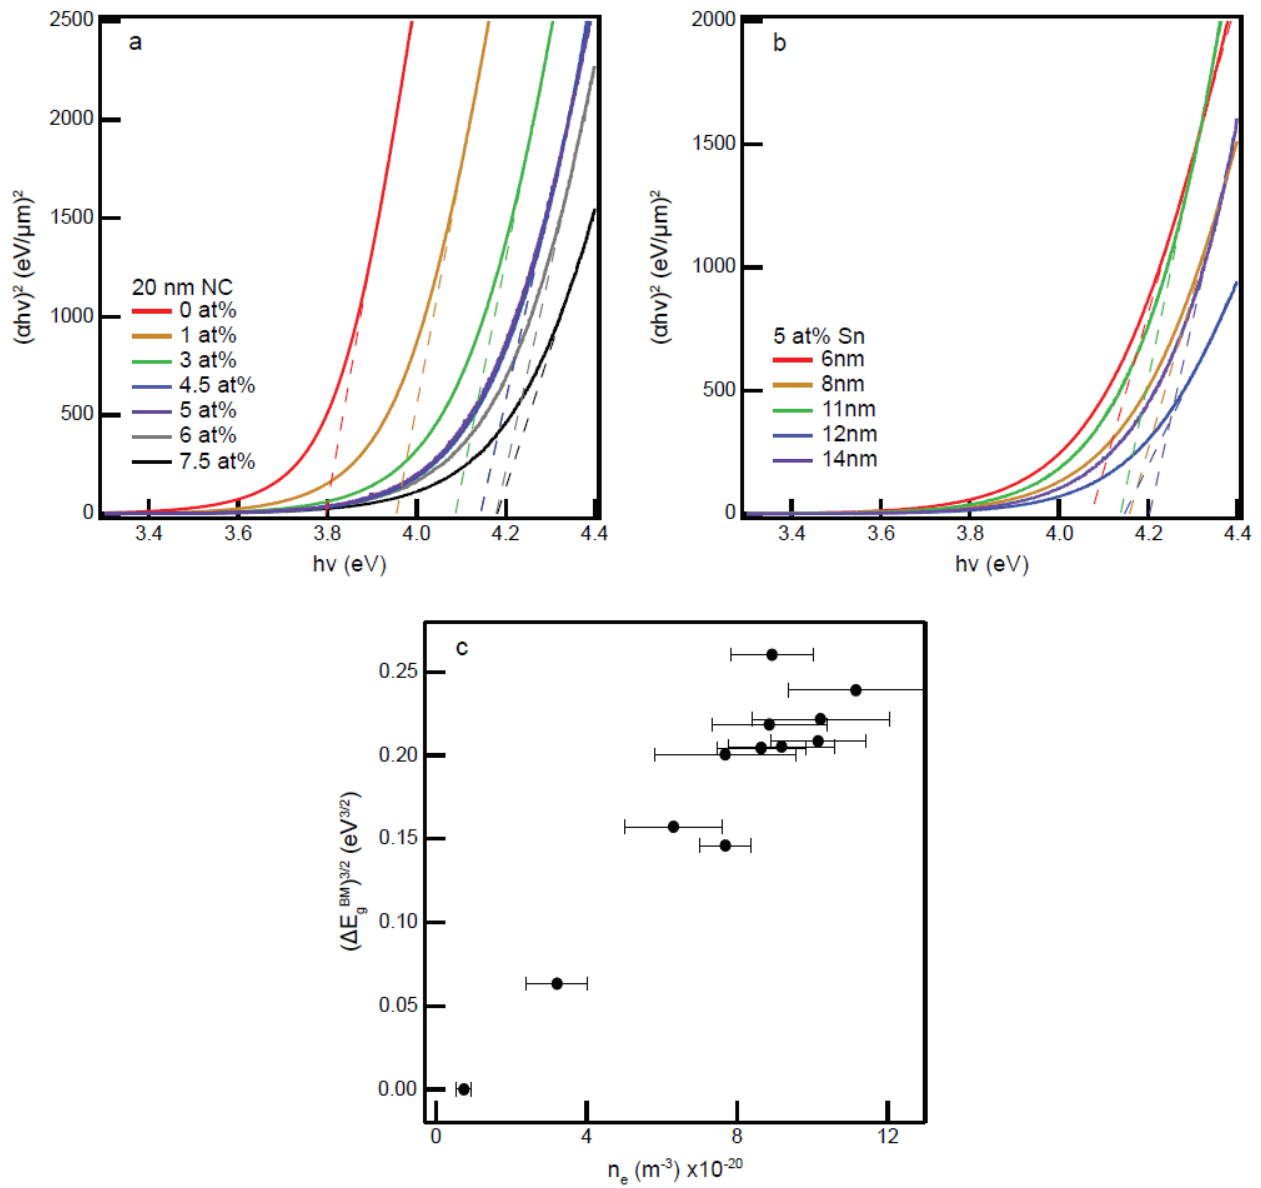 a
2500
2000
1500
1000
500
0
(αhν)² (eV/μm)²
20 nm NC
0 at%
1 at%
3 at%
4.5 at%
5 at%
6 at%
7.5 at%
3.4 3.6 3.8 4.0 4.2 4.4
hν (eV)
b
2000
1500
1000
500
0
(αhν)² (eV/μm)²
5 at% Sn
6nm
8nm
11nm
12nm
14nm
3.4 3.6 3.8 4.0 4.2 4.4
hν (eV)
c
0.25
0.20
0.15
0.10
0.05
0.00
(ΔE_g^BM)^3/2 (eV^3/2)
0 4 8 12
n_e (m⁻³) x10⁻²⁰